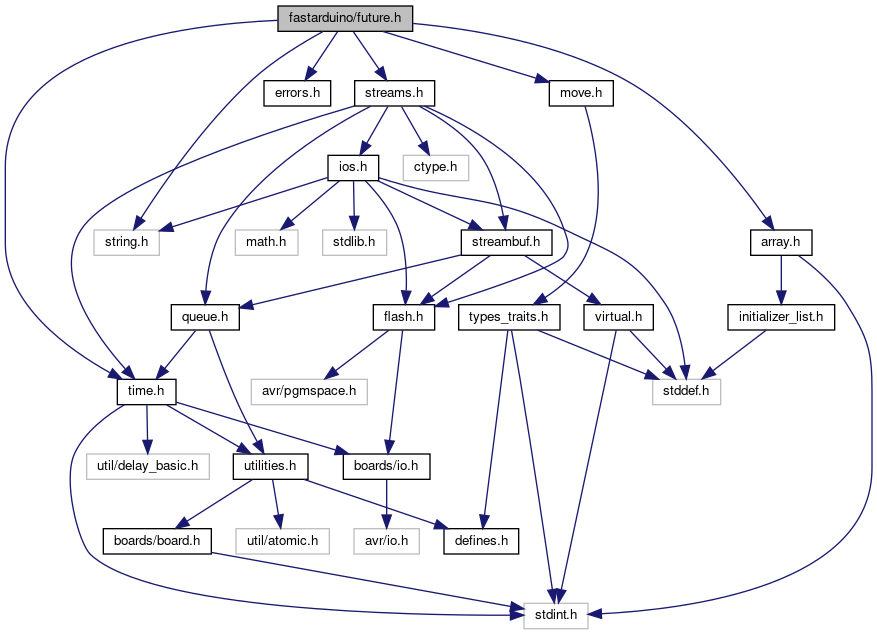 fastarduino/future.h
errors.h
streams.h
move.h
ios.h
ctype.h
string.h
math.h
stdlib.h
streambuf.h
array.h
queue.h
flash.h
types_traits.h
virtual.h
initializer_list.h
time.h
avr/pgmspace.h
stddef.h
util/delay_basic.h
utilities.h
boards/io.h
boards/board.h
util/atomic.h
avr/io.h
defines.h
stdint.h